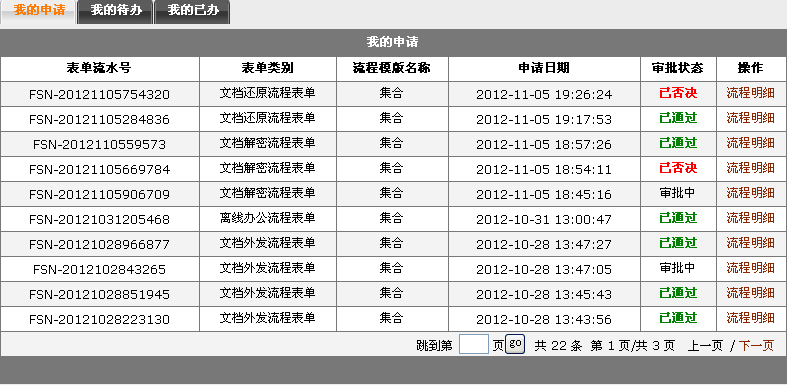 我的申请 我的待办 我的已办
我的申请
表单流水号 表单类别 流程模版名称 申请日期 审批状态 操作
FSN-20121105754320 文档还原流程表单 集合 2012-11-05 19:26:24 已否决 流程明细
FSN-20121105284836 文档还原流程表单 集合 2012-11-05 19:17:53 已通过 流程明细
FSN-2012110559573 文档解密流程表单 集合 2012-11-05 18:57:26 已通过 流程明细
FSN-20121105669784 文档解密流程表单 集合 2012-11-05 18:54:11 已否决 流程明细
FSN-20121105906709 文档解密流程表单 集合 2012-11-05 18:45:16 审批中 流程明细
FSN-20121031205468 离线办公流程表单 集合 2012-10-31 13:00:47 已通过 流程明细
FSN-20121028966877 文档外发流程表单 集合 2012-10-28 13:47:27 已通过 流程明细
FSN-2012102843265 文档外发流程表单 集合 2012-10-28 13:47:05 审批中 流程明细
FSN-20121028851945 文档外发流程表单 集合 2012-10-28 13:45:43 已通过 流程明细
FSN-20121028223130 文档外发流程表单 集合 2012-10-28 13:43:56 已通过 流程明细
跳到第 页 go 共 22 条 第 1 页/共 3 页 上一页 / 下一页